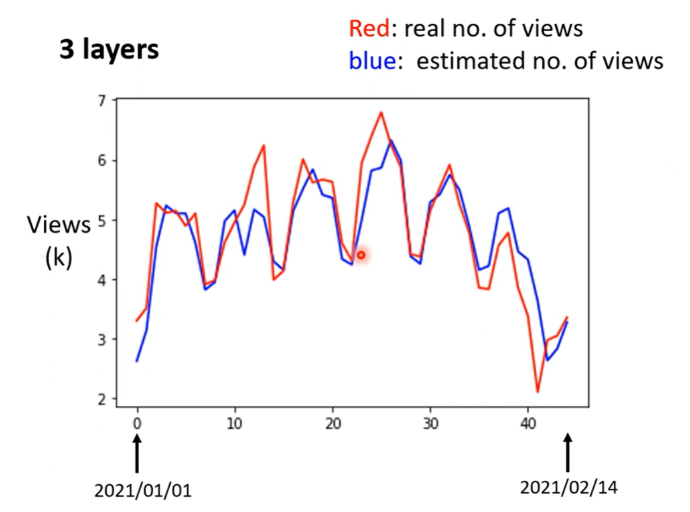 3 layers
Red: real no. of views
blue: estimated no. of views
Views
(k)
7
6
5
4
3
2
0 10 20 30 40
2021/01/01
2021/02/14